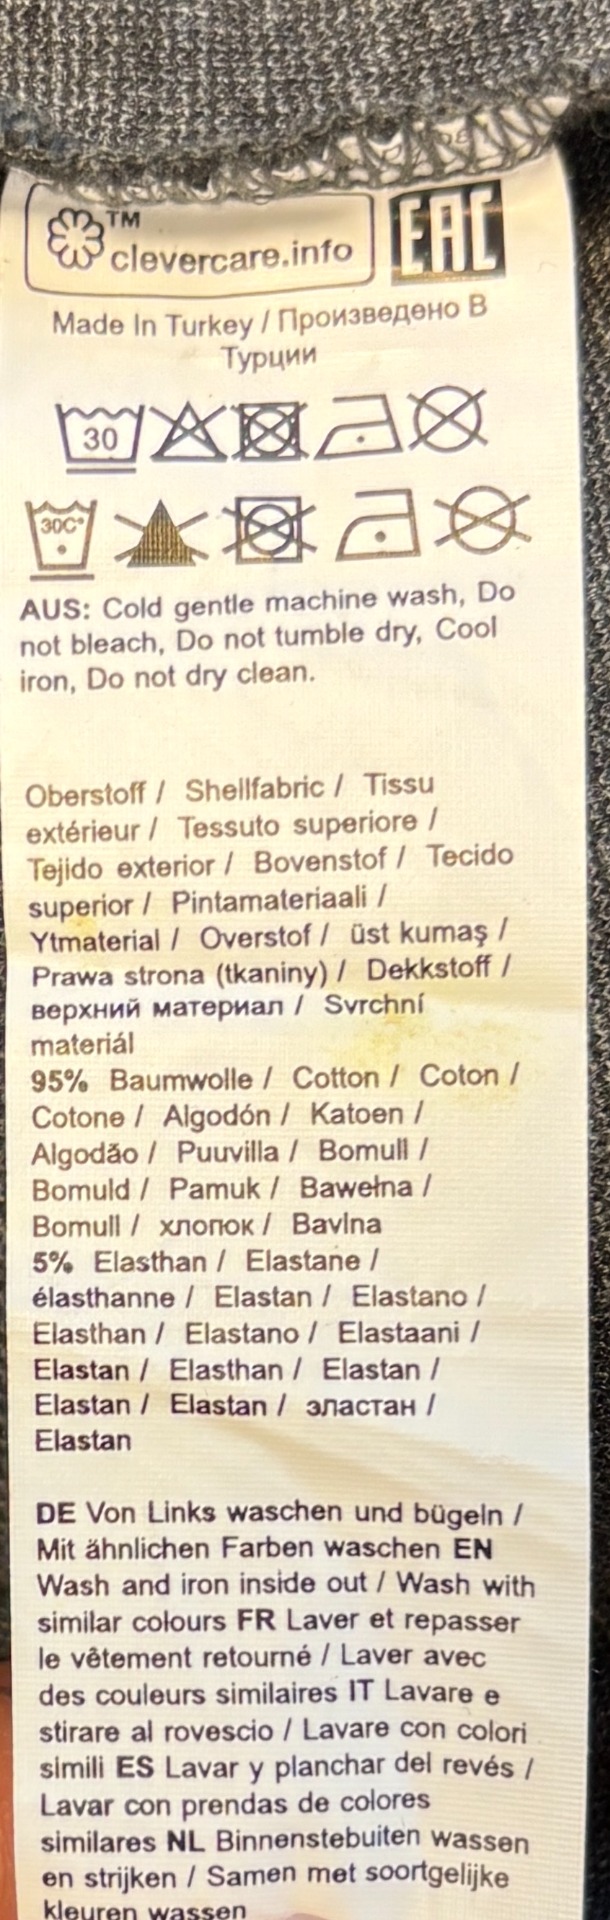 TM
clevercare.info
EAC
Made In Turkey / Произведено В
Турции
30
30C°
AUS: Cold gentle machine wash, Do
not bleach, Do not tumble dry, Cool
iron, Do not dry clean.
Oberstoff / Shellfabric / Tissu
extérieur / Tessuto superiore /
Tejido exterior / Bovenstof / Tecido
superior / Pintamateriaali /
Ytmaterial / Overstof / üst kumaş /
Prawa strona (tkaniny) / Dekkstoff /
верхний материал / Svrchní
materiál
95% Baumwolle / Cotton / Coton /
Cotone / Algodón / Katoen /
Algodão / Puuvilla / Bomull /
Bomuld / Pamuk / Bawełna /
Bomull / хлопок / Bavlna
5% Elasthan / Elastane /
élasthanne / Elastan / Elastano /
Elasthan / Elastano / Elastaani /
Elastan / Elasthan / Elastan /
Elastan / Elastan / эластан /
Elastan
DE Von Links waschen und bügeln /
Mit ähnlichen Farben waschen EN
Wash and iron inside out / Wash with
similar colours FR Laver et repasser
le vêtement retourné / Laver avec
des couleurs similaires IT Lavare e
stirare al rovescio / Lavare con colori
simili ES Lavar y planchar del revés /
Lavar con prendas de colores
similares NL Binnenstebuiten wassen
en strijken / Samen met soortgelijke
kleuren wassen